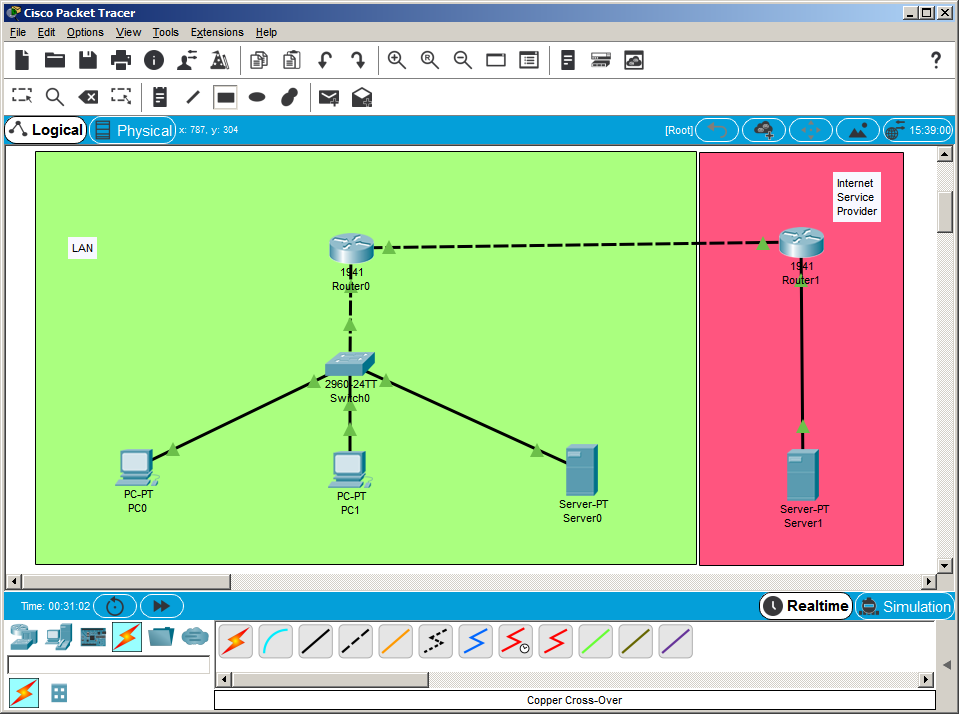 Cisco Packet Tracer
File Edit Options View Tools Extensions Help
?
Logical Physical x: 787, y: 304 [Root] 15:39:00
Internet
Service
Provider
LAN
1941
Router0
1941
Router1
2960-24TT
Switch0
PC-PT
PC0
PC-PT
PC1
Server-PT
Server0
Server-PT
Server1
Time: 00:31:02 Realtime Simulation
Copper Cross-Over